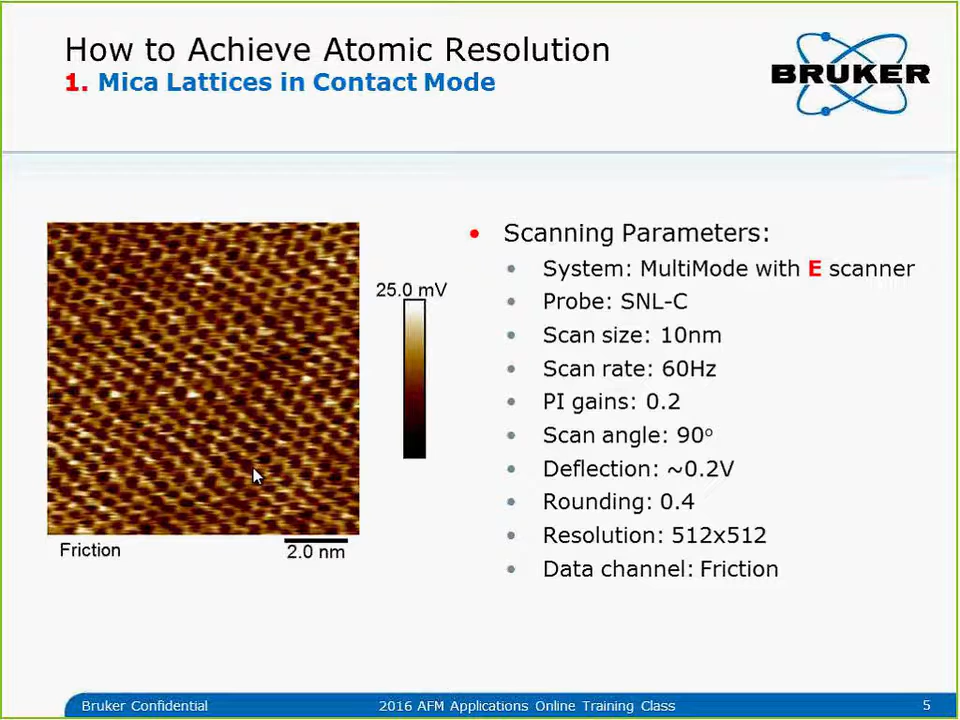 How to Achieve Atomic Resolution
1. Mica Lattices in Contact Mode
BRUKER
• Scanning Parameters:
• System: MultiMode with E scanner
• Probe: SNL-C
• Scan size: 10nm
• Scan rate: 60Hz
• PI gains: 0.2
• Scan angle: 90º
• Deflection: ~0.2V
• Rounding: 0.4
• Resolution: 512x512
• Data channel: Friction
25.0 mV
Friction
2.0 nm
Bruker Confidential
2016 AFM Applications Online Training Class
5